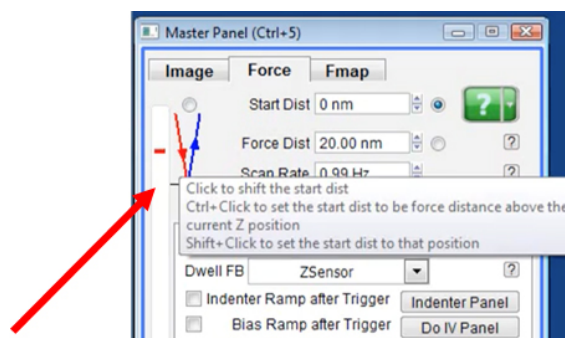 Master Panel (Ctrl+5)
Image Force Fmap
Start Dist 0 nm ?
Force Dist 20.00 nm ?
Scan Rate 0.99 Hz ?
Click to shift the start dist
Ctrl+Click to set the start dist to be force distance above the
current Z position
Shift+Click to set the start dist to that position
Dwell FB ZSensor ?
Indenter Ramp after Trigger Indenter Panel
Bias Ramp after Trigger Do IV Panel